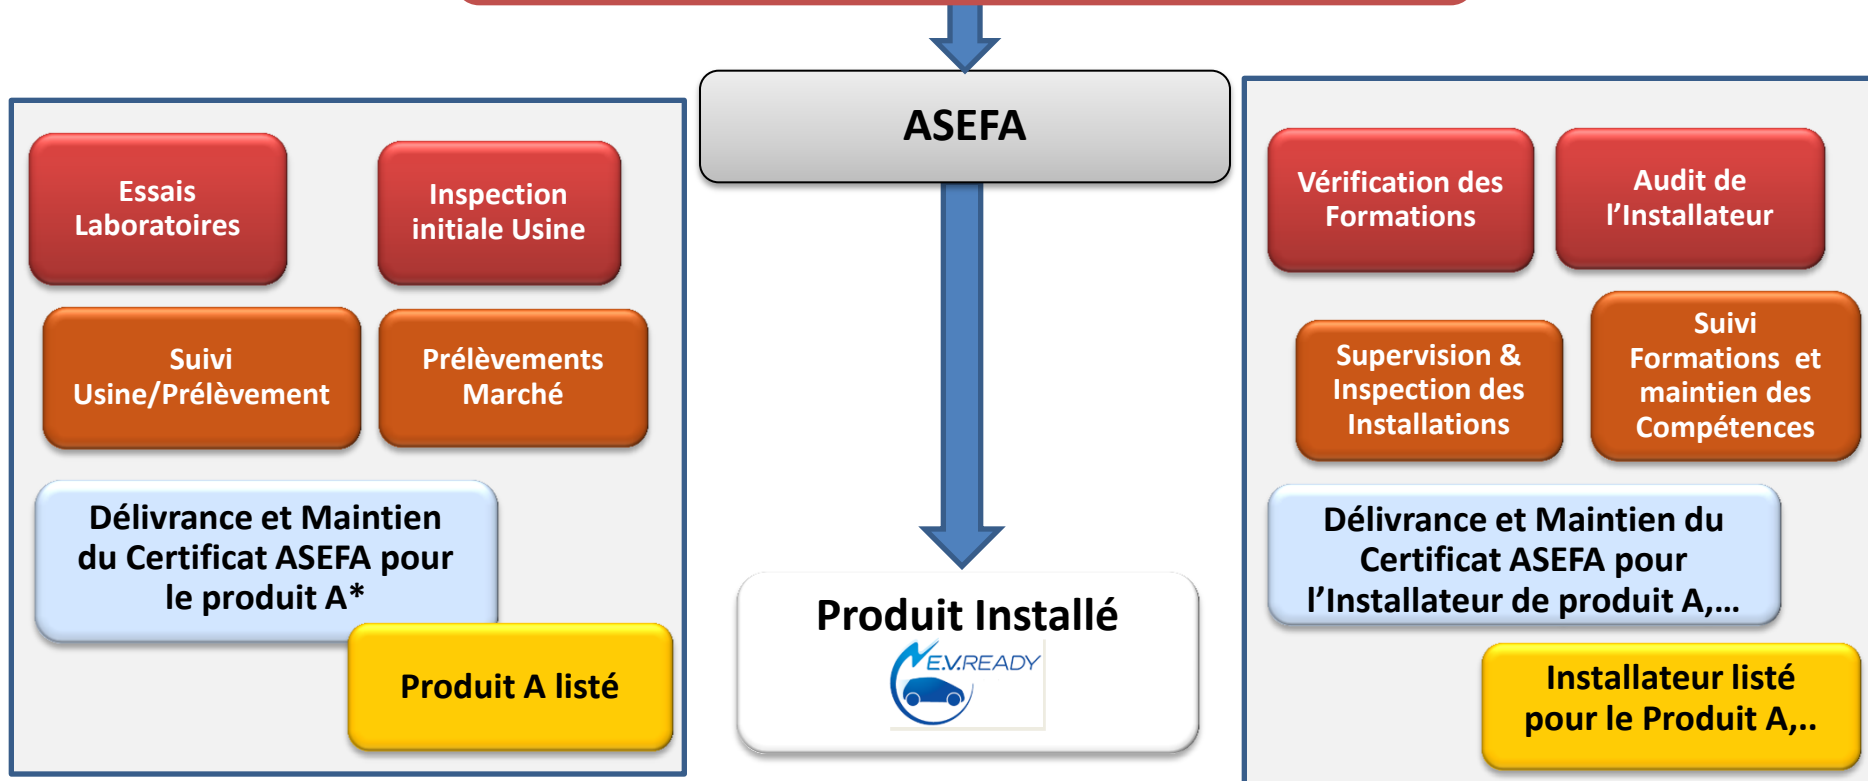 ASEFA
Essais
Laboratoires
Inspection
initiale Usine
Suivi
Usine/Prélèvement
Prélèvements
Marché
Délivrance et Maintien
du Certificat ASEFA pour
le produit A*
Produit A listé
Produit Installé
E.V.READY
Vérification des
Formations
Audit de
l’Installateur
Supervision &
Inspection des
Installations
Suivi
Formations et
maintien des
Compétences
Délivrance et Maintien du
Certificat ASEFA pour
l’Installateur de produit A,...
Installateur listé
pour le Produit A,..